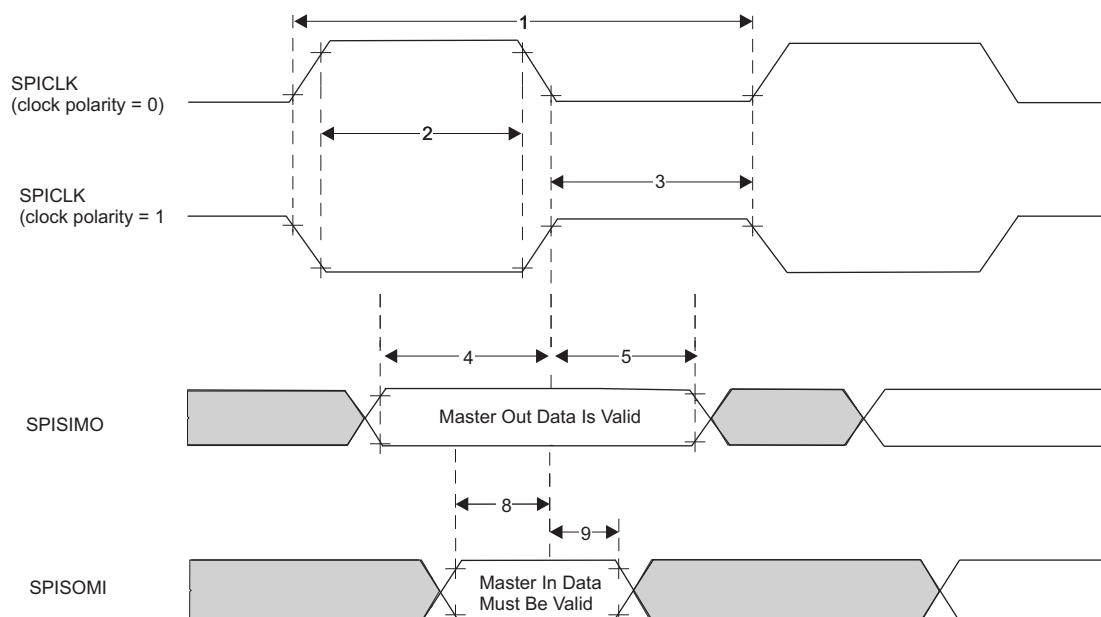 1
SPICLK
(clock polarity = 0)
2
3
SPICLK
(clock polarity = 1
4
5
Master Out Data Is Valid
SPISIMO
8
9
SPISOMI
Master In Data
Must Be Valid